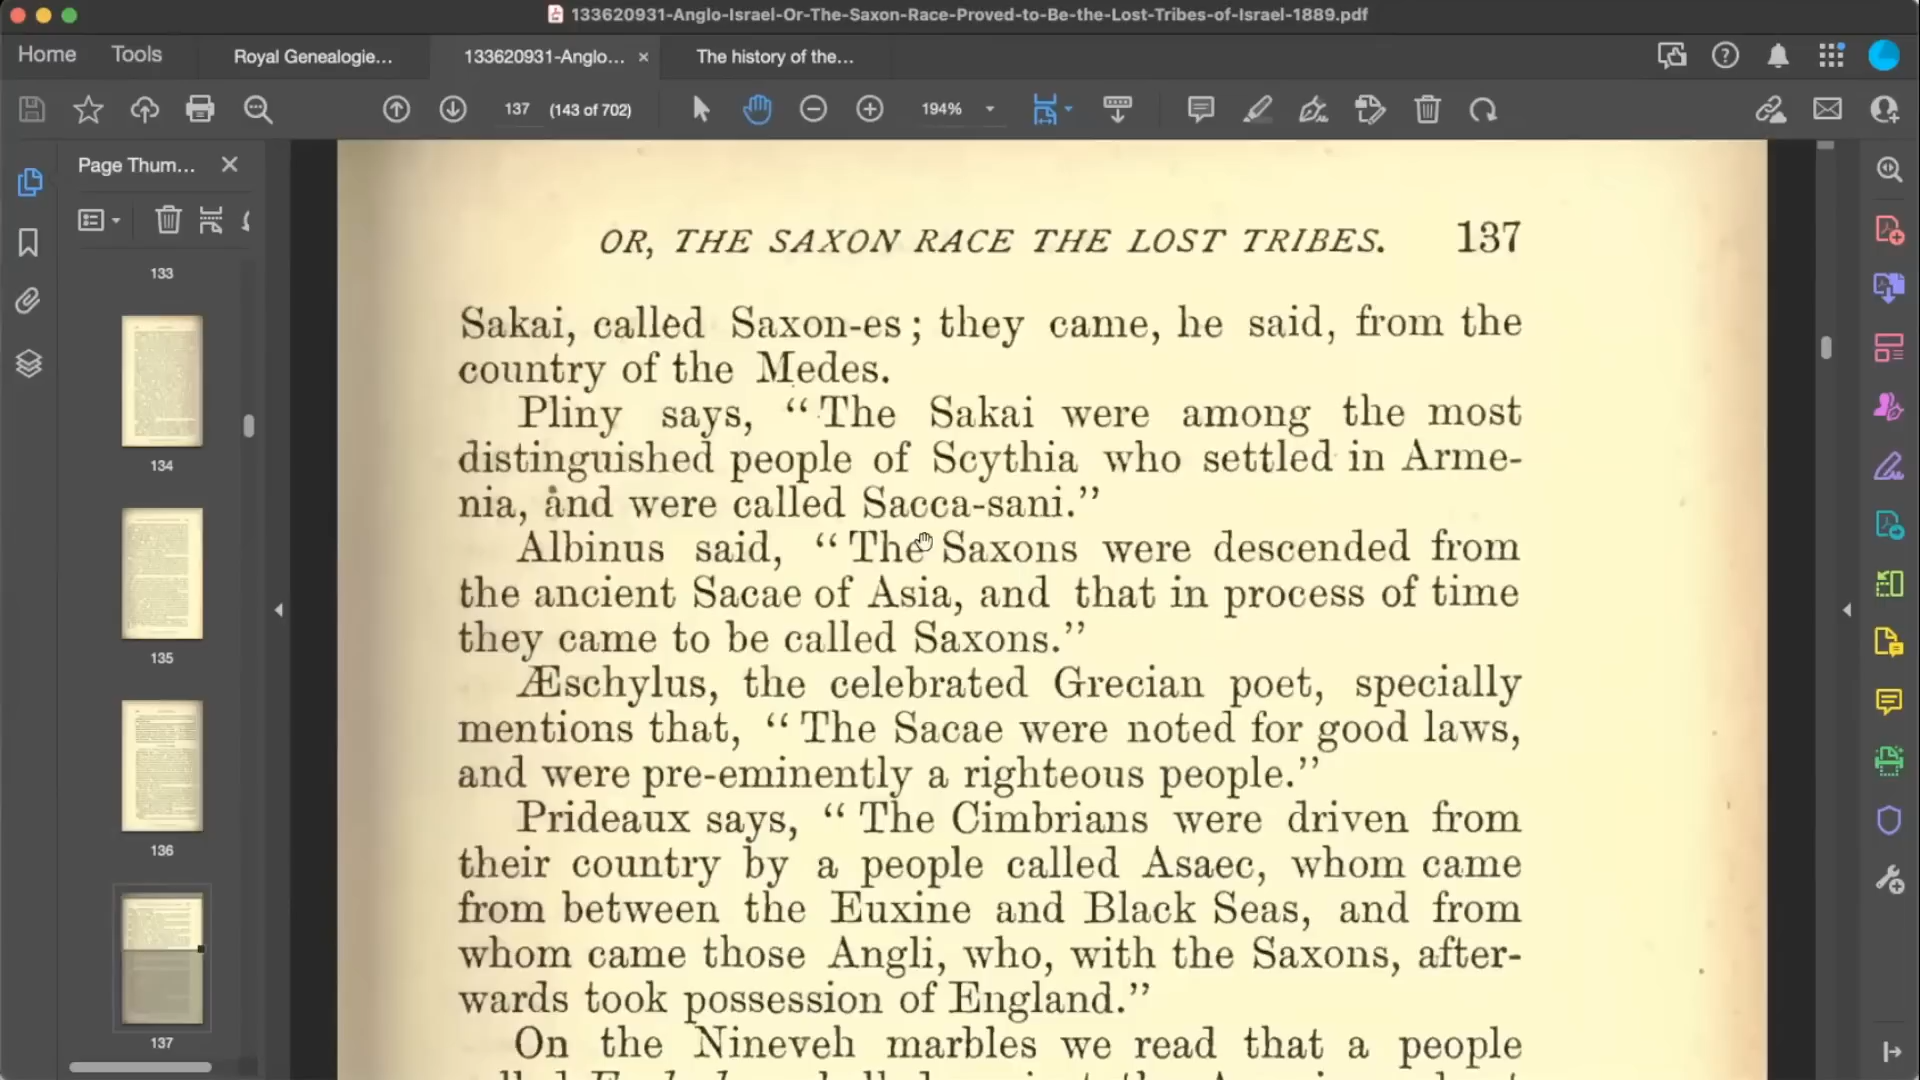 133620931-Anglo-Israel-Or-The-Saxon-Race-Proved-to-Be-the-Lost-Tribes-of-Israel-1889.pdf
Home
Tools
Royal Genealogie...
133620931-Anglo...
The history of the...
137
(143 of 702)
194%
Page Thum...
133
134
135
136
137
OR, THE SAXON RACE THE LOST TRIBES. 137
Sakai, called Saxon-es; they came, he said, from the
country of the Medes.
Pliny says, “The Sakai were among the most
distinguished people of Scythia who settled in Arme-
nia, and were called Sacca-sani.”
Albinus said, “The Saxons were descended from
the ancient Sacae of Asia, and that in process of time
they came to be called Saxons.”
Æschylus, the celebrated Grecian poet, specially
mentions that, “The Sacae were noted for good laws,
and were pre-eminently a righteous people.”
Prideaux says, “The Cimbrians were driven from
their country by a people called Asaec, whom came
from between the Euxine and Black Seas, and from
whom came those Angli, who, with the Saxons, after-
wards took possession of England.”
On the Nineveh marbles we read that a people